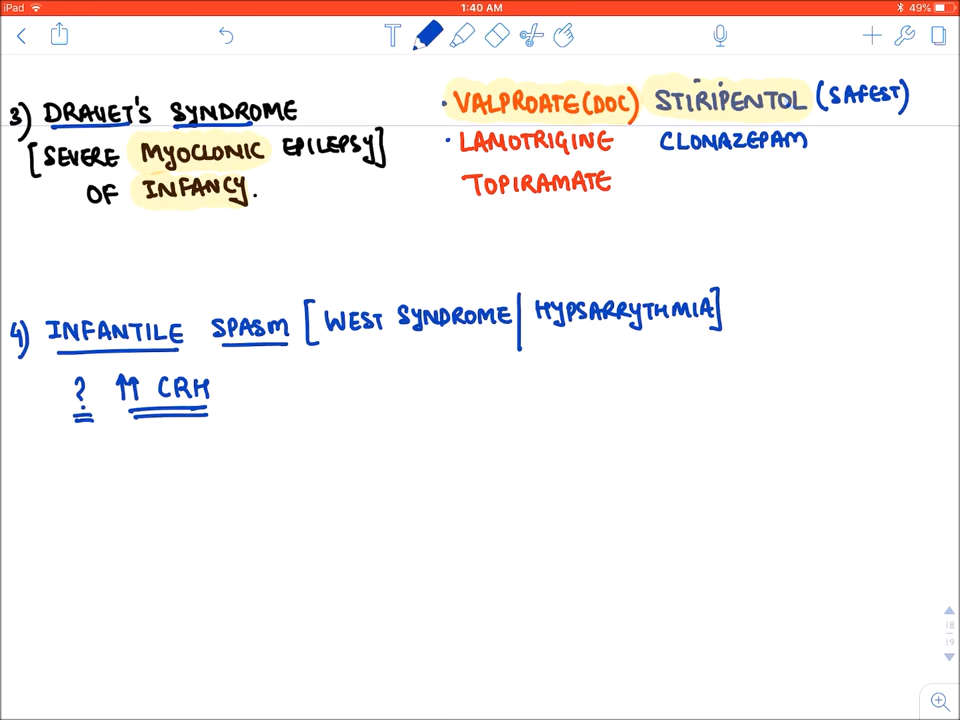 iPad 1:40 AM 49%
T
3) DRAVET'S SYNDROME
[SEVERE MYOCLONIC EPILEPSY]
OF INFANCY.
· VALPROATE(DOC) STIRIPENTOL (SAFEST)
· LAMOTRIGINE CLONAZEPAM
TOPIRAMATE
4) INFANTILE SPASM [WEST SYNDROME | HYPSARRYTHMIA]
? ↑↑ CRH
18
19